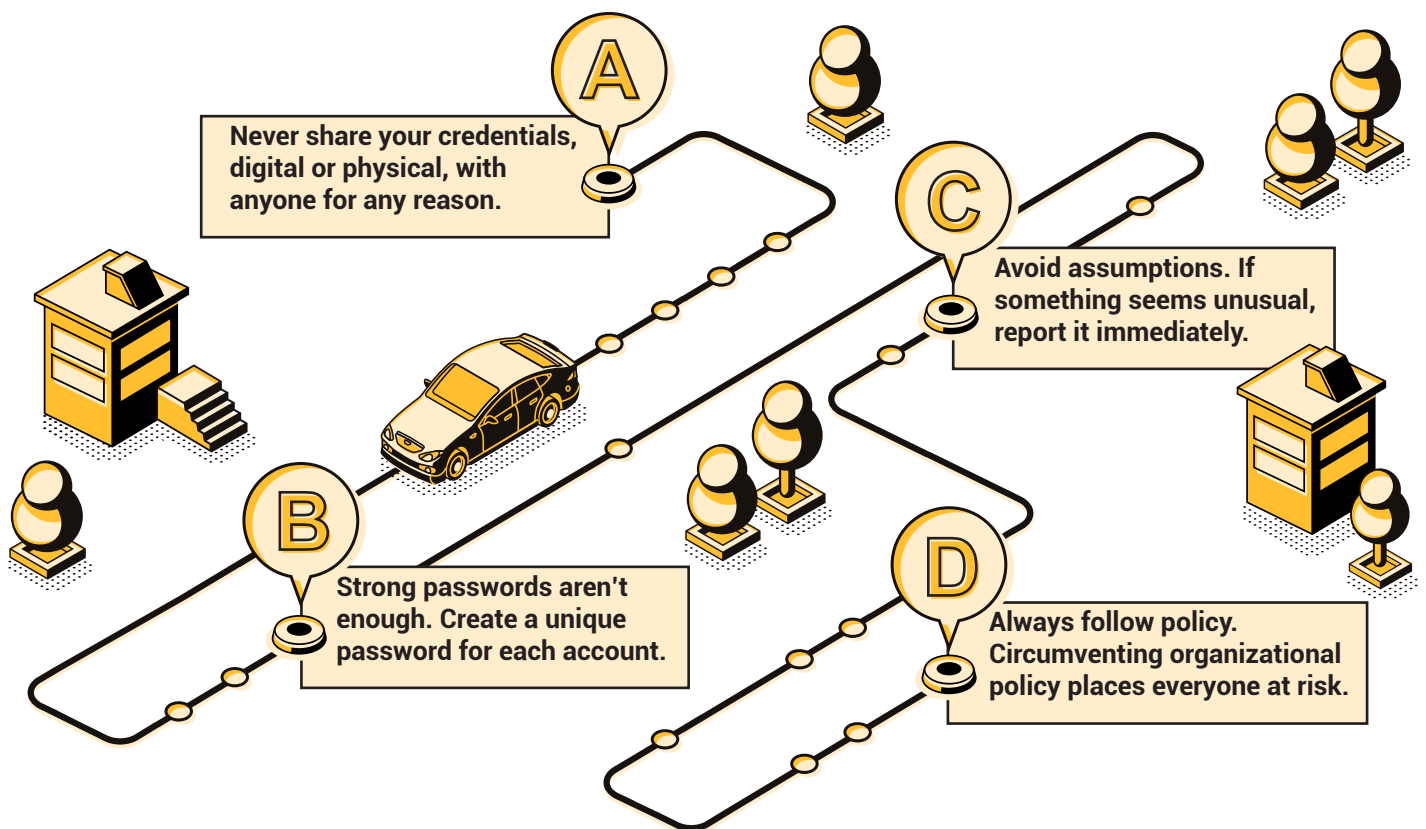 A
Never share your credentials,
digital or physical, with
anyone for any reason.
B
Strong passwords aren't
enough. Create a unique
password for each account.
C
Avoid assumptions. If
something seems unusual,
report it immediately.
D
Always follow policy.
Circumventing organizational
policy places everyone at risk.